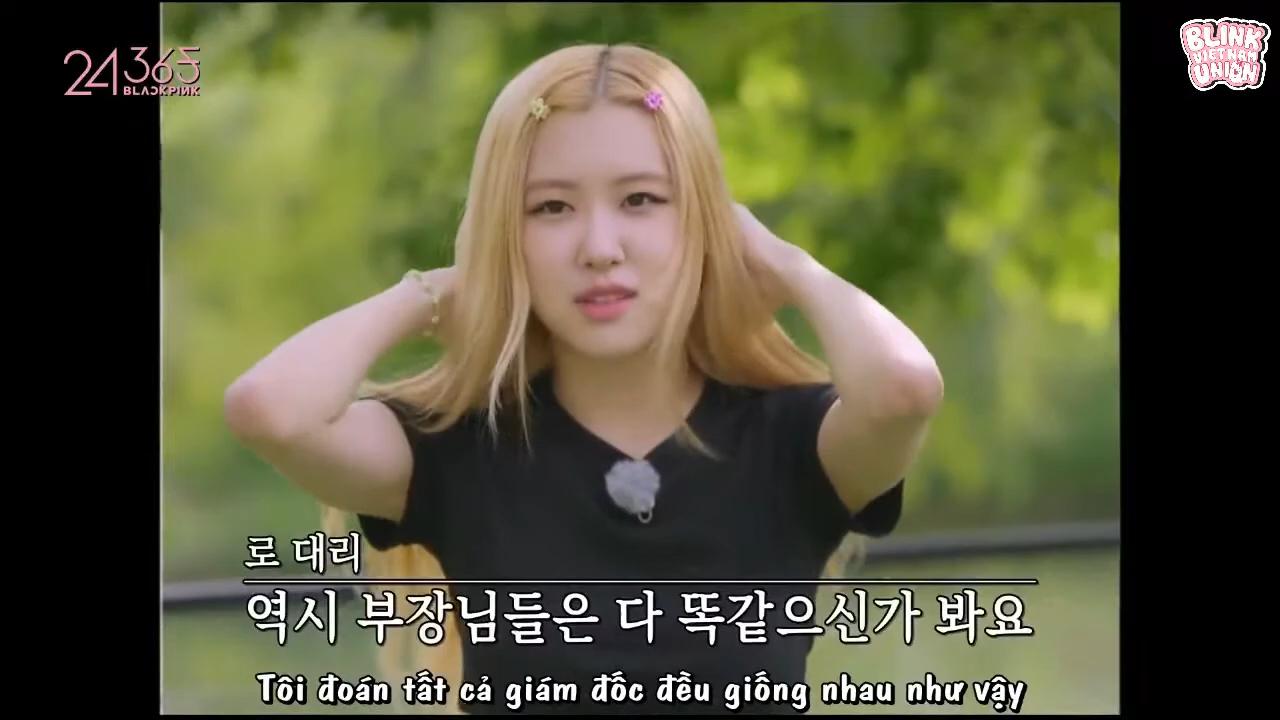 24365
BLACKPINK
BLINK
VIETNAM
UNION
로 대리
역시 부장님들은 다 똑같으신가 봐요
Tôi đoán tất cả giám đốc đều giống nhau như vậy